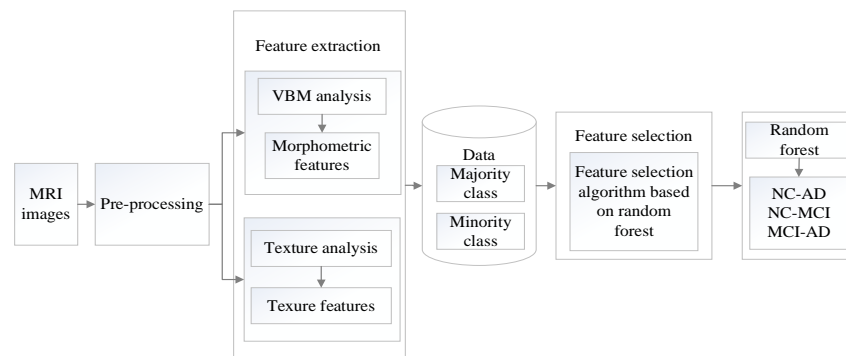 MRI
images
Pre-processing
Feature extraction
VBM analysis
Morphometric
features
Texture analysis
Texure features
Data
Majority
class
Minority
class
Feature selection
Feature selection
algorithm based
on random
forest
Random
forest
NC-AD
NC-MCI
MCI-AD